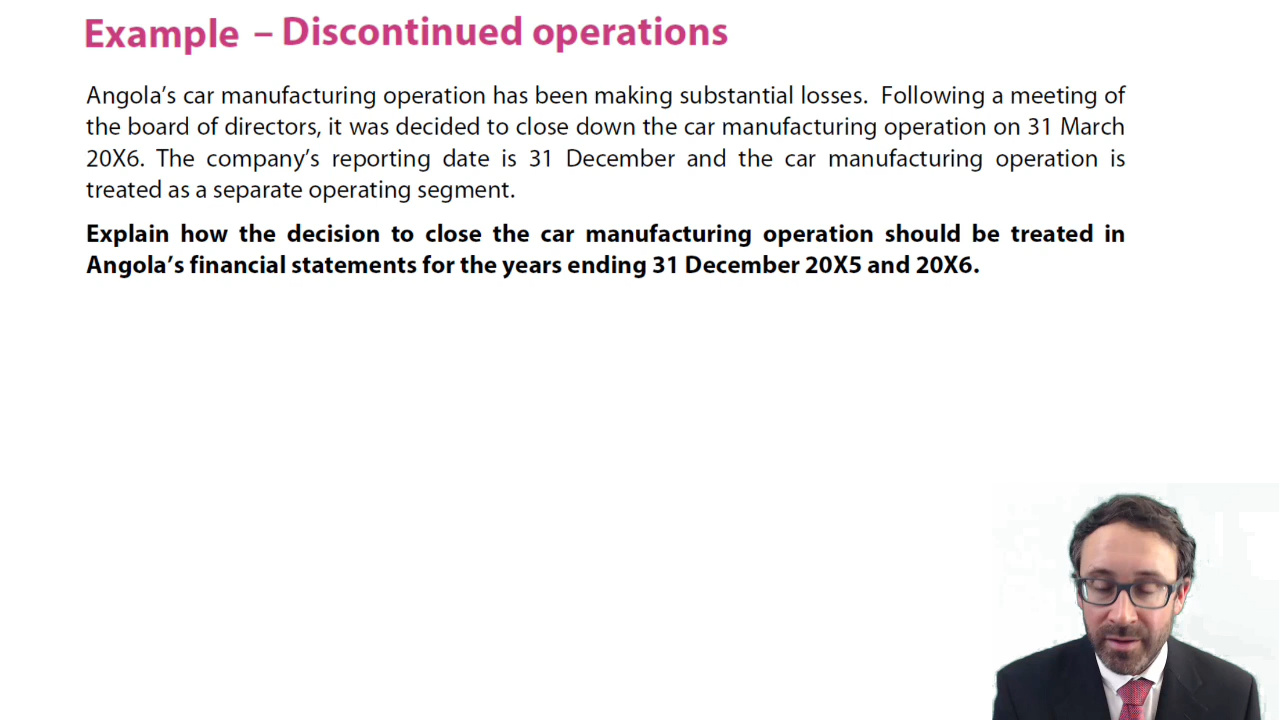 Example – Discontinued operations
Angola’s car manufacturing operation has been making substantial losses. Following a meeting of
the board of directors, it was decided to close down the car manufacturing operation on 31 March
20X6. The company’s reporting date is 31 December and the car manufacturing operation is
treated as a separate operating segment.
Explain how the decision to close the car manufacturing operation should be treated in
Angola’s financial statements for the years ending 31 December 20X5 and 20X6.